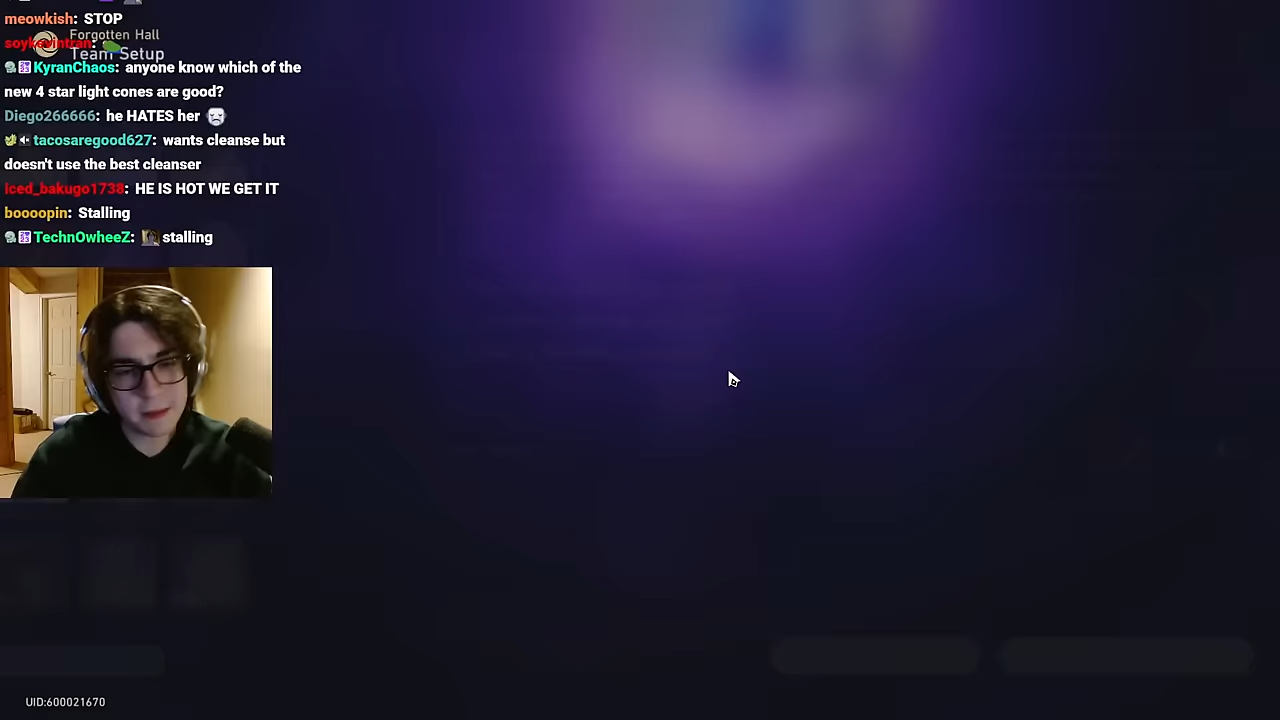 meowkish: STOP
soykevintran:
Forgotten Hall
Team Setup
KyranChaos: anyone know which of the
new 4 star light cones are good?
Diego266666: he HATES her
tacosaregood627: wants cleanse but
doesn't use the best cleanser
iced_bakugo1738: HE IS HOT WE GET IT
boooopin: Stalling
TechnOwheeZ: stalling
UID:600021670